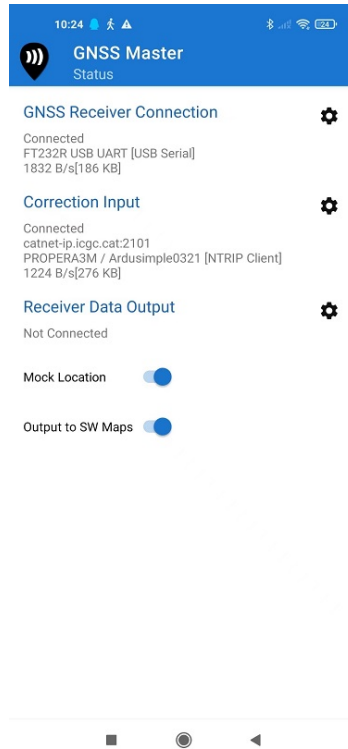 10:24
24
GNSS Master
Status
GNSS Receiver Connection
Connected
FT232R USB UART [USB Serial]
1832 B/s[186 KB]
Correction Input
Connected
catnet-ip.icgc.cat:2101
PROPERA3M / Ardusimple0321 [NTRIP Client]
1224 B/s[276 KB]
Receiver Data Output
Not Connected
Mock Location
Output to SW Maps